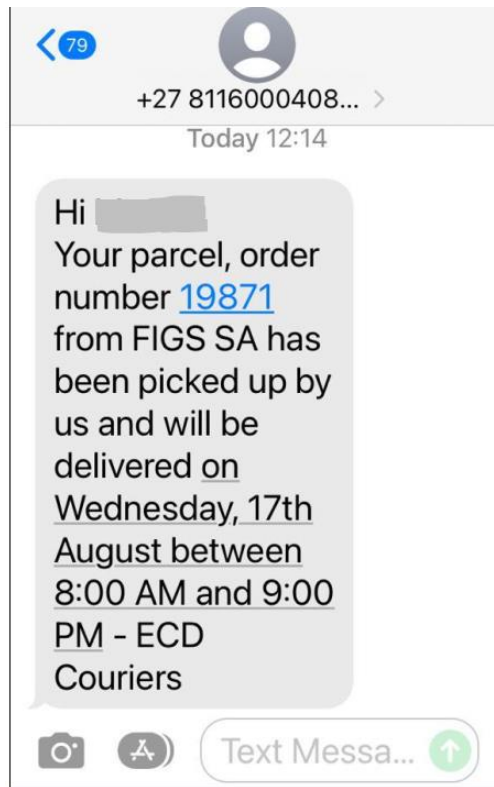 79
+27 8116000408... >
Today 12:14
Hi
Your parcel, order
number 19871
from FIGS SA has
been picked up by
us and will be
delivered on
Wednesday, 17th
August between
8:00 AM and 9:00
PM - ECD
Couriers
Text Messa...